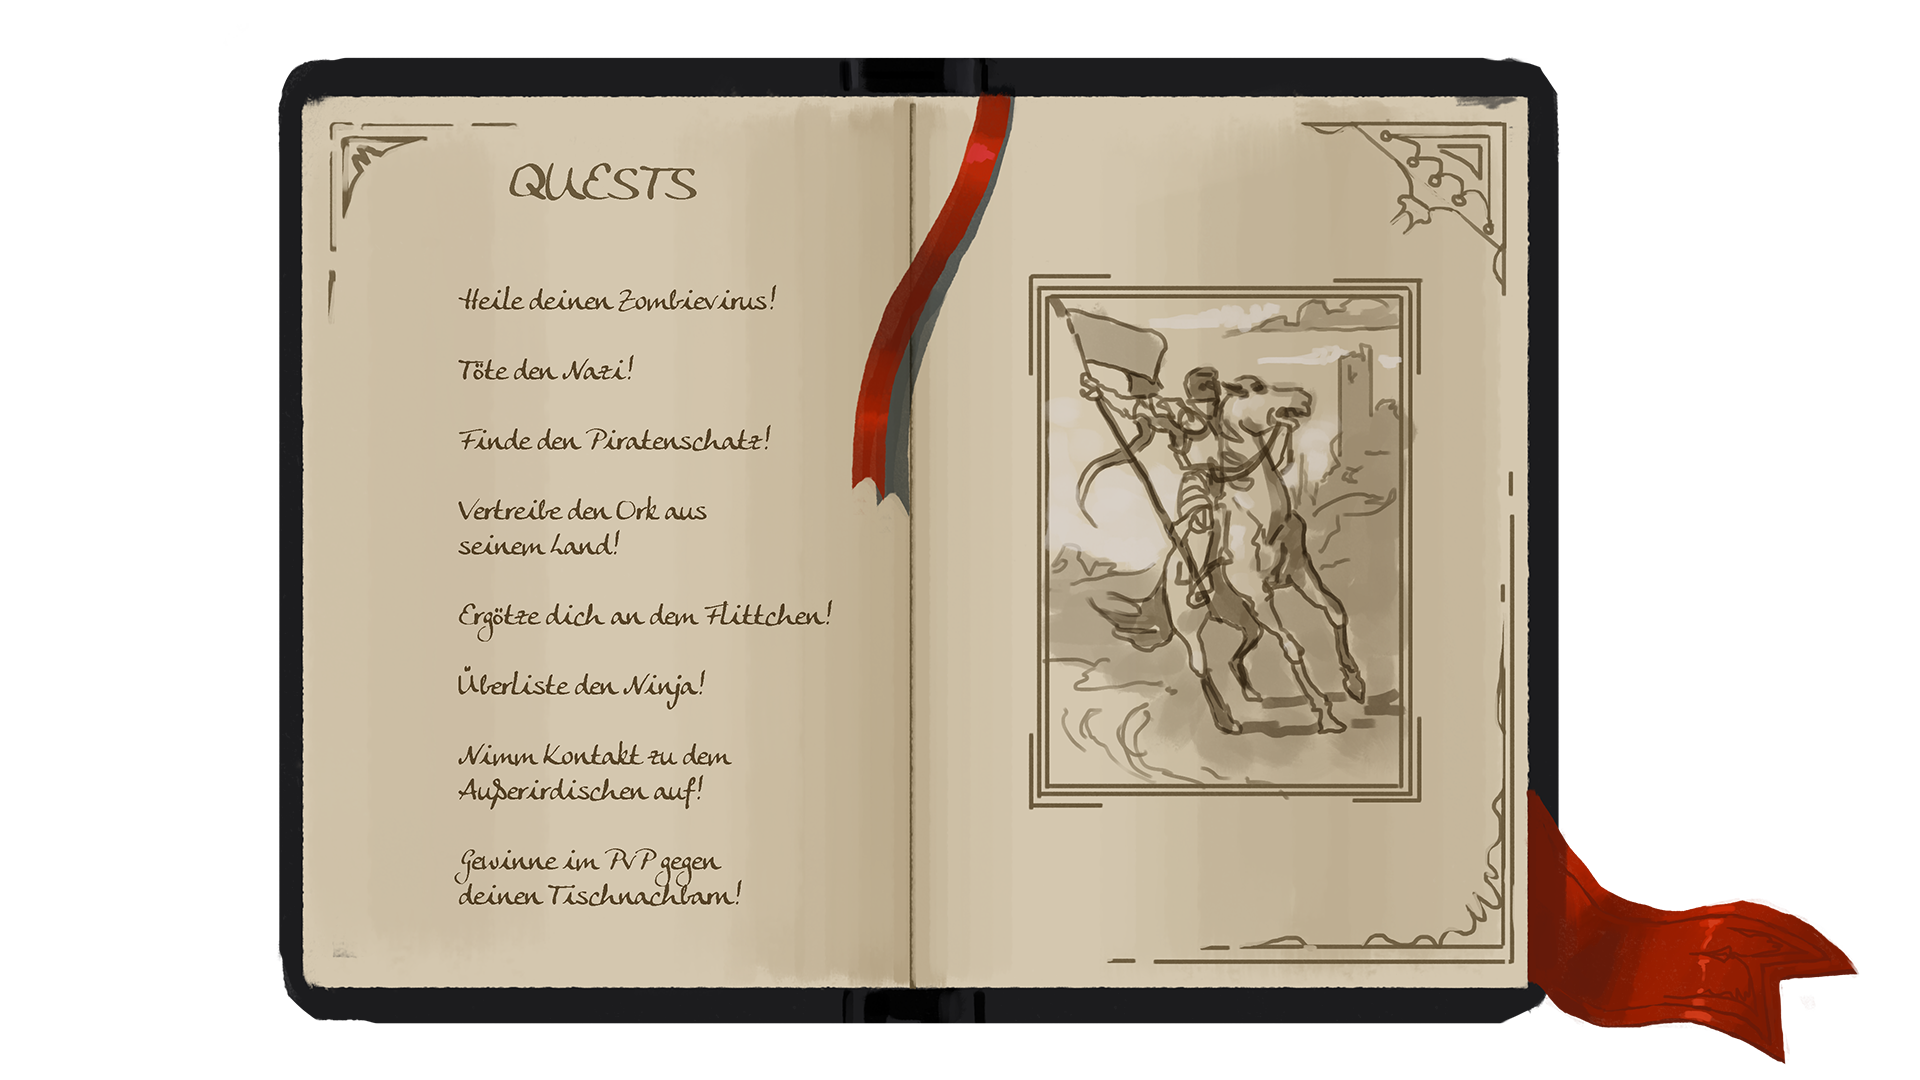 QUESTS
Heile deinen Zombievirus!
Töte den Nazi!
Finde den Piratenschatz!
Vertreibe den Ork aus
seinem Land!
Ergötze dich an dem Flittchen!
Überliste den Ninja!
Nimm Kontakt zu dem
Außerirdischen auf!
Gewinne im PvP gegen
deinen Tischnachbarn!